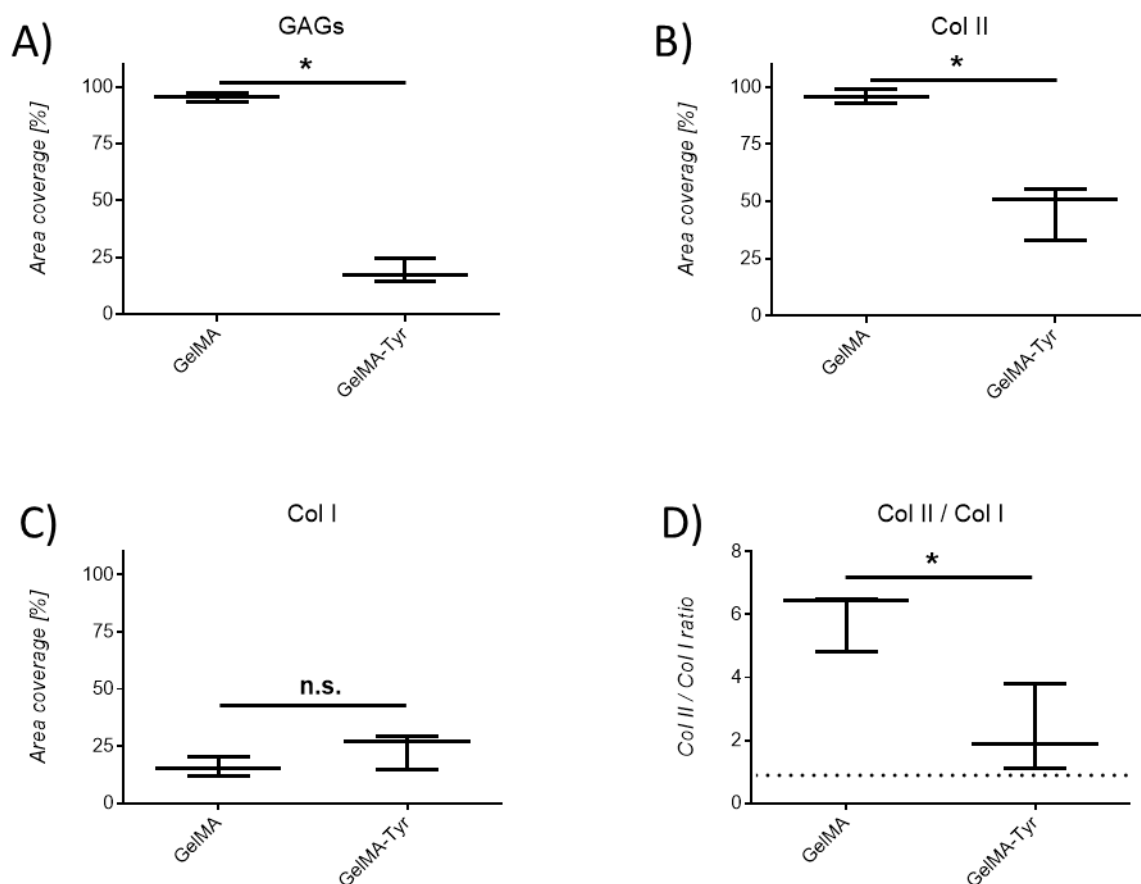 A)
GAGs
*
Area coverage [%]
100
75
50
25
0
GelMA
GelMA-Tyr
B)
Col II
*
Area coverage [%]
100
75
50
25
0
GelMA
GelMA-Tyr
C)
Col I
n.s.
Area coverage [%]
100
75
50
25
0
GelMA
GelMA-Tyr
D)
Col II / Col I
*
Col II / Col I ratio
8
6
4
2
0
GelMA
GelMA-Tyr